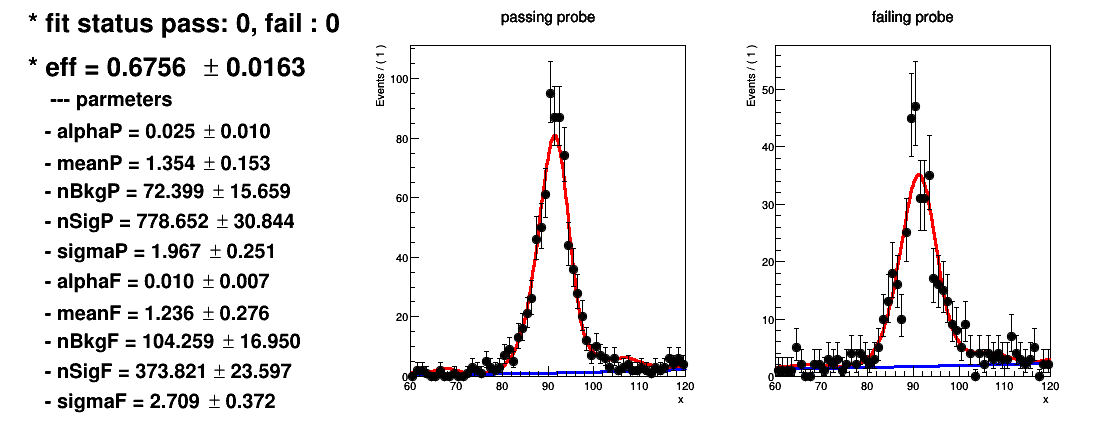 * fit status pass: 0, fail : 0
* eff = 0.6756 ± 0.0163
--- parmeters
- alphaP = 0.025 ± 0.010
- meanP = 1.354 ± 0.153
- nBkgP = 72.399 ± 15.659
- nSigP = 778.652 ± 30.844
- sigmaP = 1.967 ± 0.251
- alphaF = 0.010 ± 0.007
- meanF = 1.236 ± 0.276
- nBkgF = 104.259 ± 16.950
- nSigF = 373.821 ± 23.597
- sigmaF = 2.709 ± 0.372
passing probe
Events / ( 1 )
100
80
60
40
20
0
60 70 80 90 100 110 120
x
failing probe
Events / ( 1 )
50
40
30
20
10
0
60 70 80 90 100 110 120
x